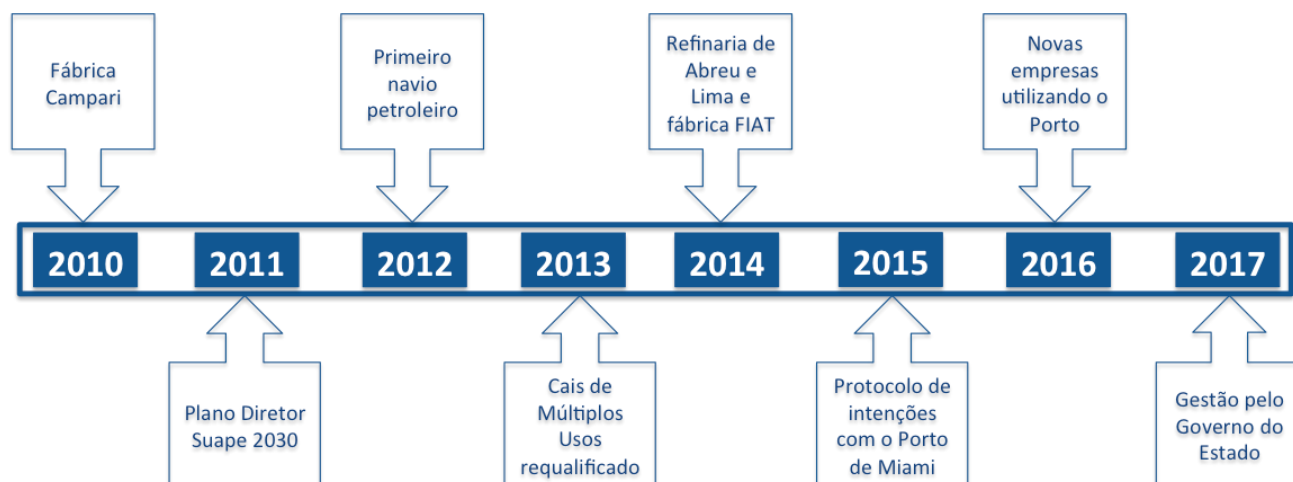 Fábrica
Campari
Primeiro
navio
petroleiro
Refinaria de
Abreu e
Lima e
fábrica FIAT
Novas
empresas
utilizando o
Porto
2010
2011
2012
2013
2014
2015
2016
2017
Plano Diretor
Suape 2030
Cais de
Múltiplos
Usos
requalificado
Protocolo de
intenções
com o Porto
de Miami
Gestão pelo
Governo do
Estado